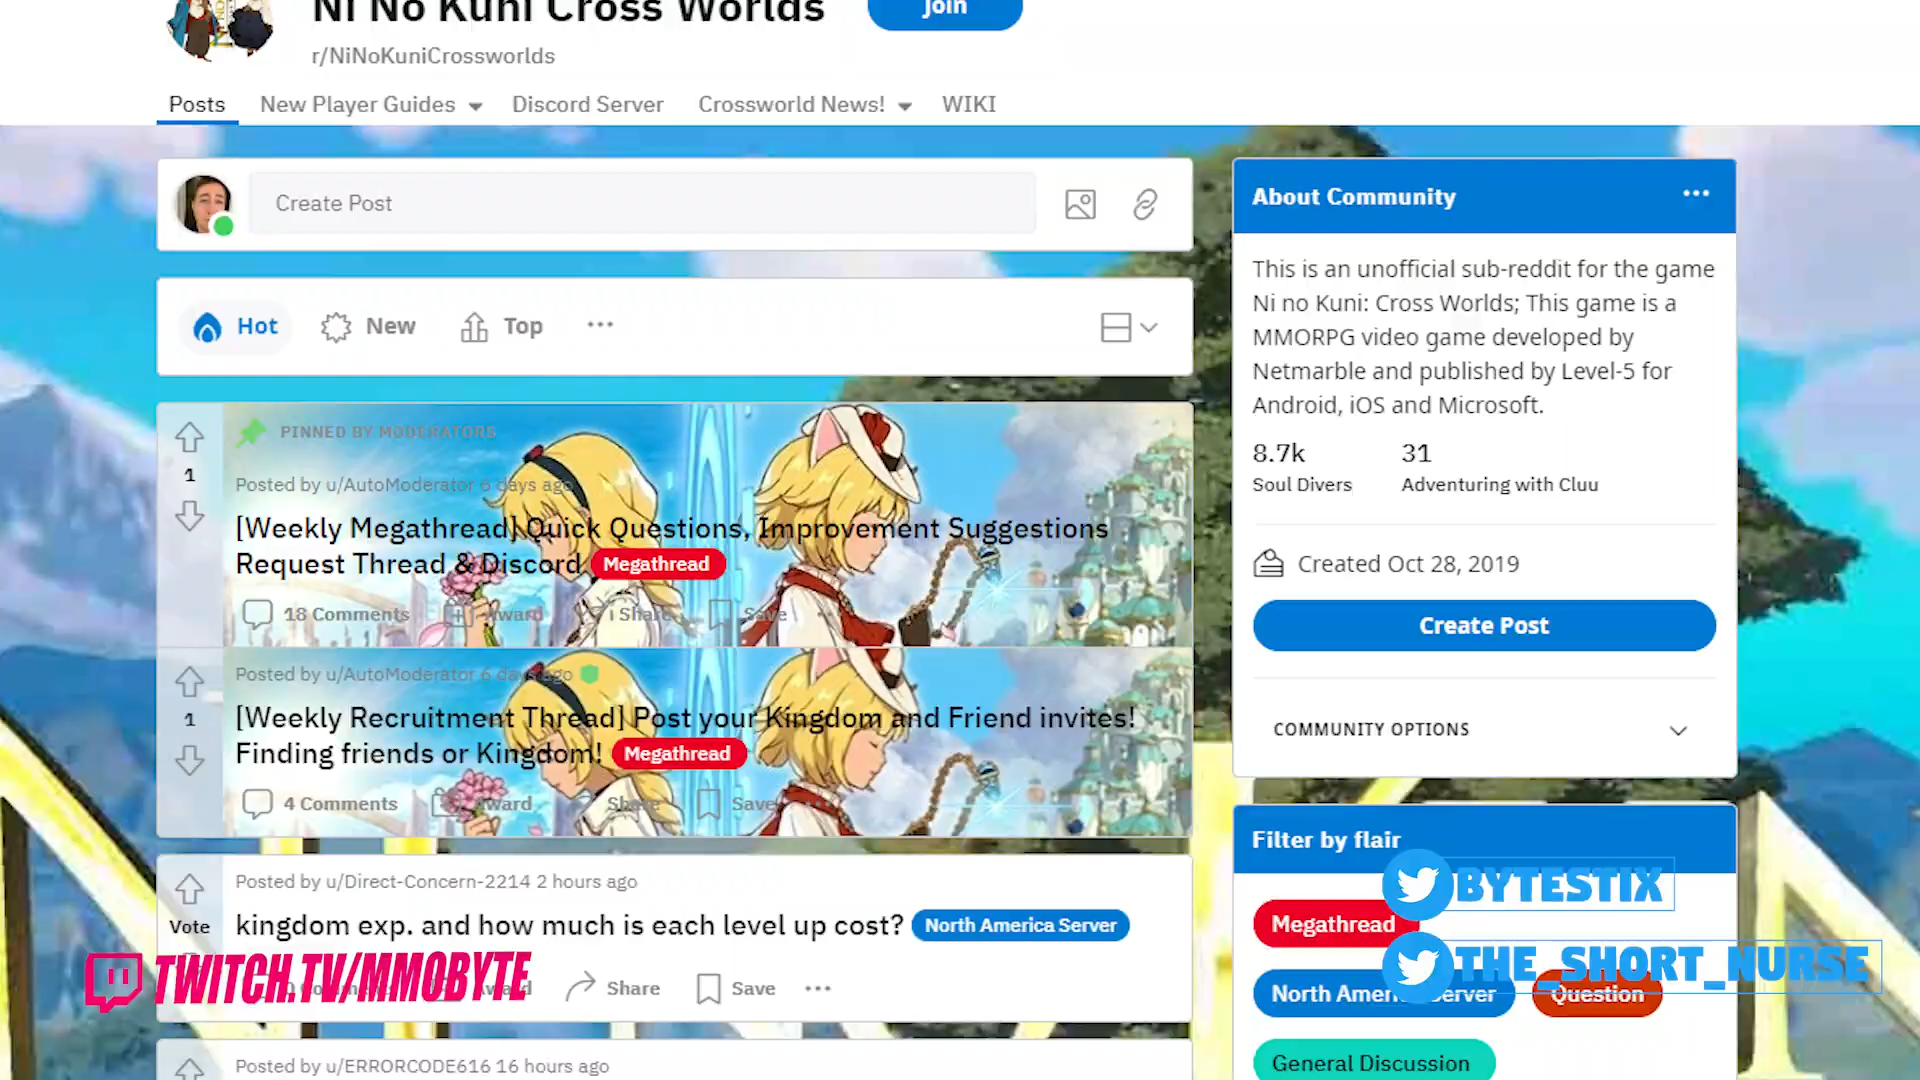 Ni No Kuni Cross Worlds
Join
r/NiNoKuniCrossworlds
Posts New Player Guides Discord Server Crossworld News! WIKI
Create Post
Hot New Top ...
PINNED BY MODERATORS
1
Posted by u/AutoModerator 6 days ago
[Weekly Megathread] Quick Questions, Improvement Suggestions
Request Thread & Discord Megathread
18 Comments Award Share Save
Posted by u/AutoModerator 6 days ago
1
[Weekly Recruitment Thread] Post your Kingdom and Friend invites!
Finding friends or Kingdom! Megathread
4 Comments Award Share Save
Posted by u/Direct-Concern-2214 2 hours ago
Vote
kingdom exp. and how much is each level up cost? North America Server
Share Save ...
TWITCH.TV/MMOBYTE
Posted by u/ERRORCODE616 16 hours ago
About Community ...
This is an unofficial sub-reddit for the game
Ni no Kuni: Cross Worlds; This game is a
MMORPG video game developed by
Netmarble and published by Level-5 for
Android, iOS and Microsoft.
8.7k 31
Soul Divers Adventuring with Cluu
Created Oct 28, 2019
Create Post
COMMUNITY OPTIONS
Filter by flair
BYTESTIX
Megathread
THE_SHORT_NURSE
North America Server Question
General Discussion